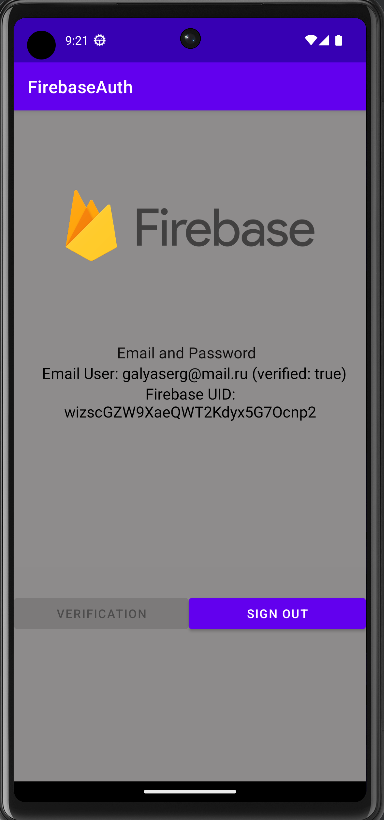 9:21
FirebaseAuth
Firebase
Email and Password
Email User: galyaserg@mail.ru (verified: true)
Firebase UID:
wizscGZW9XaeQWT2Kdyx5G7Ocnp2
VERIFICATION
SIGN OUT